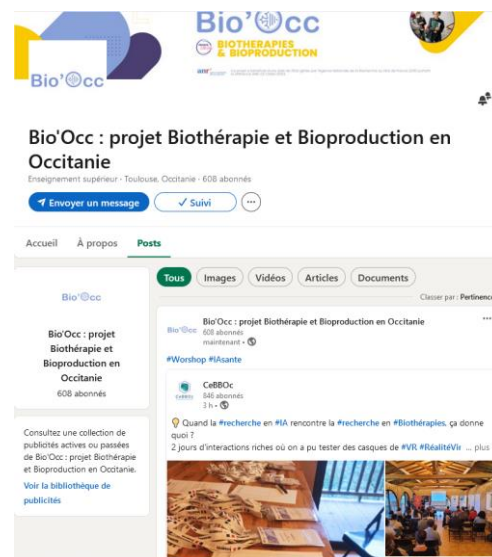 Bio'Occ
BIOTHERAPIES
& BIOPRODUCTION
anr
Bio'Occ
Bio'Occ : projet Biothérapie et Bioproduction en
Occitanie
Enseignement supérieur · Toulouse, Occitanie · 608 abonnés
Envoyer un message
Suivi
Accueil À propos Posts
Tous Images Vidéos Articles Documents
Classer par : Pertinence
Bio'Occ
Bio'Occ : projet
Biothérapie et
Bioproduction en
Occitanie
608 abonnés
Consultez une collection de
publicités actives ou passées
de Bio'Occ : projet Biothérapie
et Bioproduction en Occitanie.
Voir la bibliothèque de
publicités
Bio'Occ
Bio'Occ : projet Biothérapie et Bioproduction en Occitanie
608 abonnés
maintenant •
#Worshop #IAsante
CeBBOc
846 abonnés
3 h •
Quand la #recherche en #IA rencontre la #recherche en #Biothérapies, ça donne
quoi ?
2 jours d'interactions riches où on a pu tester des casques de #VR #RéalitéVir ... plus